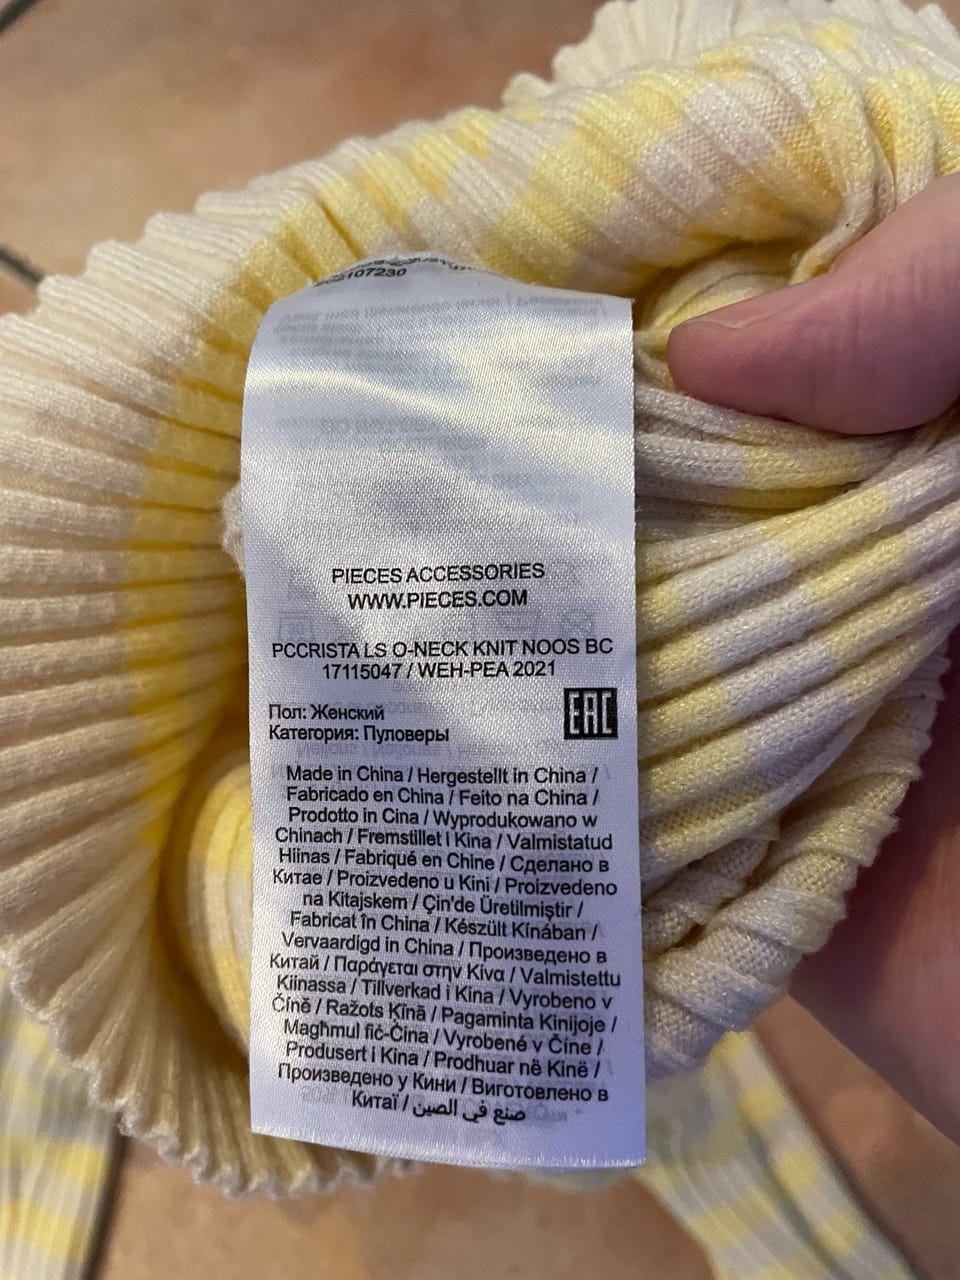 107230
PIECES ACCESSORIES
WWW.PIECES.COM
PCCRISTA LS O-NECK KNIT NOOS BC
17115047 / WEH-PEA 2021
EAC
Пол: Женский
Категория: Пуловеры
Made in China / Hergestellt in China /
Fabricado en China / Feito na China /
Prodotto in Cina / Wyprodukowano w
Chinach / Fremstillet i Kina / Valmistatud
Hiinas / Fabriqué en Chine / Сделано в
Китае / Proizvedeno u Kini / Proizvedeno
na Kitajskem / Çin'de Üretilmiştir /
Fabricat în China / Készült Kínában /
Vervaardigd in China / Произведено в
Китай / Παράγεται στην Κίνα / Valmistettu
Kiinassa / Tillverkad i Kina / Vyrobeno v
Číně / Ražots Ķīnā / Pagaminta Kinijoje /
Magħmul fiċ-Ċina / Vyrobené v Číne /
Produsert i Kina / Prodhuar në Kinë /
Произведено у Кини / Виготовлено в
Китаї / صنع في الصين